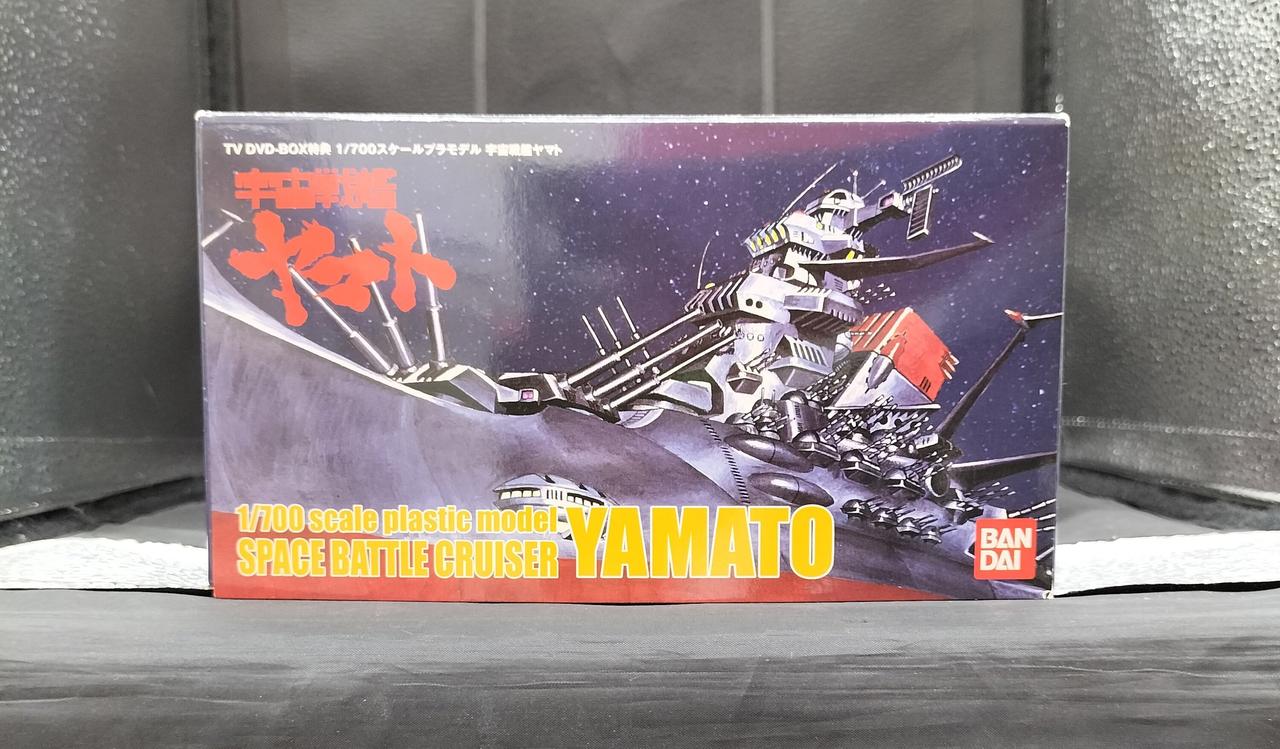 TV DVD-BOX特典 1/700スケールプラモデル 宇宙戦艦ヤマト
宇宙戦艦
ヤマト
1/700 scale plastic model
SPACE BATTLE CRUISER YAMATO
BAN
DAI